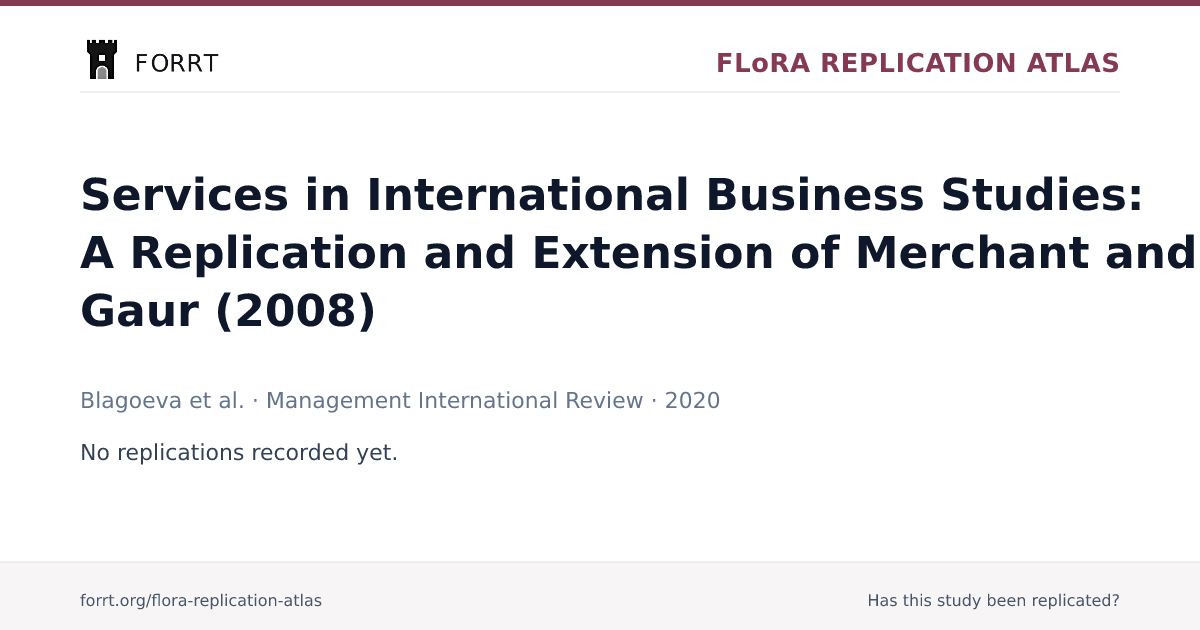 FORRT
FLoRA REPLICATION ATLAS
Services in International Business Studies:
A Replication and Extension of Merchant and
Gaur (2008)
Blagoeva et al. · Management International Review · 2020
No replications recorded yet.
forrt.org/flora-replication-atlas
Has this study been replicated?